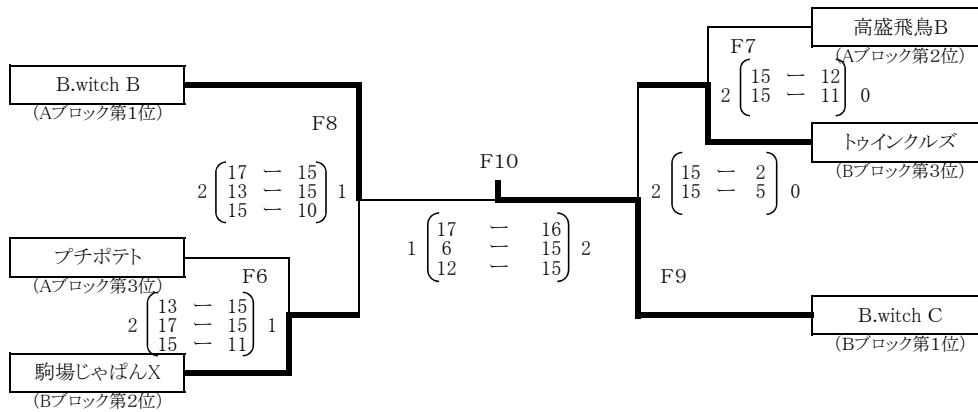 高盛飛鳥B
(Aブロック第2位)
F7
2 15 ー 12 0
15 ー 11
トゥインクルズ
(Bブロック第3位)
B.witch B
(Aブロック第1位)
F8
2 17 ー 15 1
13 ー 15
15 ー 10
F10
1 17 ー 16 2
6 ー 15
12 ー 15
2 15 ー 2 0
15 ー 5
F9
プチポテト
(Aブロック第3位)
F6
2 13 ー 15 1
17 ー 15
15 ー 11
駒場じゃぱんX
(Bブロック第2位)
B.witch C
(Bブロック第1位)